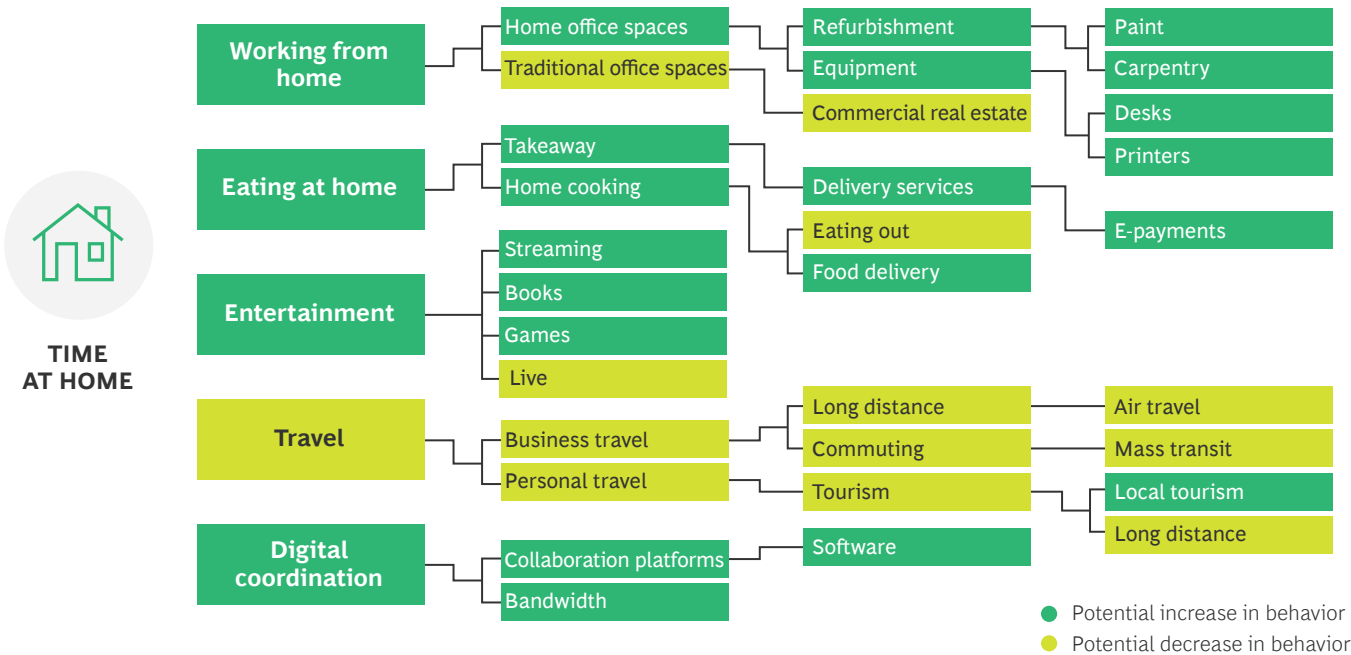 TIME
AT HOME
Working from
home
Home office spaces
Traditional office spaces
Refurbishment
Equipment
Commercial real estate
Paint
Carpentry
Desks
Printers
Eating at home
Takeaway
Home cooking
Delivery services
Eating out
Food delivery
E-payments
Entertainment
Streaming
Books
Games
Live
Travel
Business travel
Personal travel
Long distance
Commuting
Tourism
Air travel
Mass transit
Local tourism
Long distance
Digital
coordination
Collaboration platforms
Bandwidth
Software
Potential increase in behavior
Potential decrease in behavior